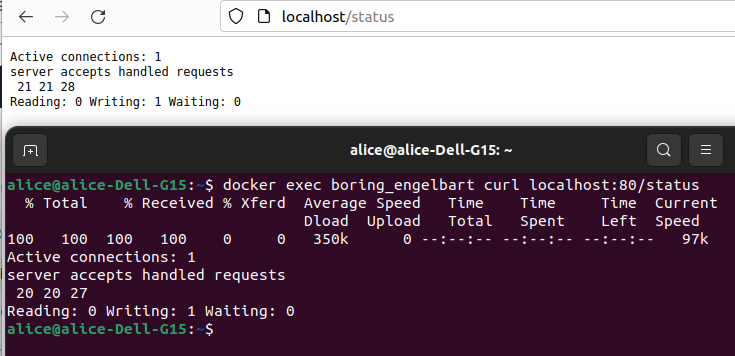 localhost/status
Active connections: 1
server accepts handled requests
 21 21 28
Reading: 0 Writing: 1 Waiting: 0
alice@alice-Dell-G15: ~
alice@alice-Dell-G15:~$ docker exec boring_engelbart curl localhost:80/status
  % Total    % Received % Xferd  Average Speed   Time    Time     Time  Current
                                 Dload  Upload   Total   Spent    Left  Speed
100   100  100   100    0     0   350k      0 --:--:-- --:--:-- --:--:--   97k
Active connections: 1
server accepts handled requests
 20 20 27
Reading: 0 Writing: 1 Waiting: 0
alice@alice-Dell-G15:~$